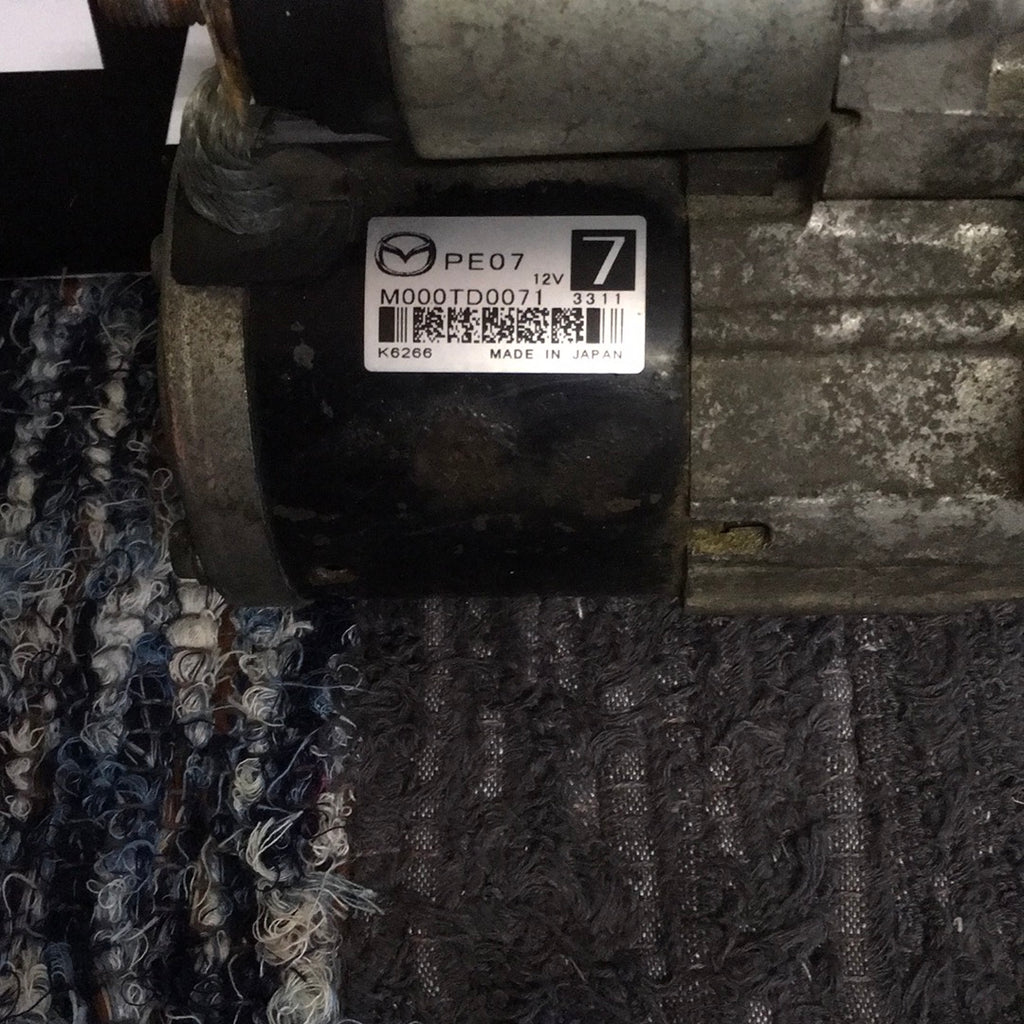 PE07
12V
7
M000TD0071 3311
K6266 MADE IN JAPAN